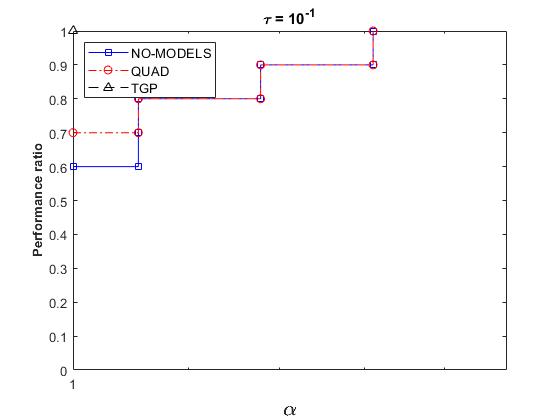 τ = 10^-1
1
NO-MODELS
QUAD
TGP
0.9
0.8
0.7
0.6
0.5
0.4
0.3
0.2
0.1
0
Performance ratio
1
α